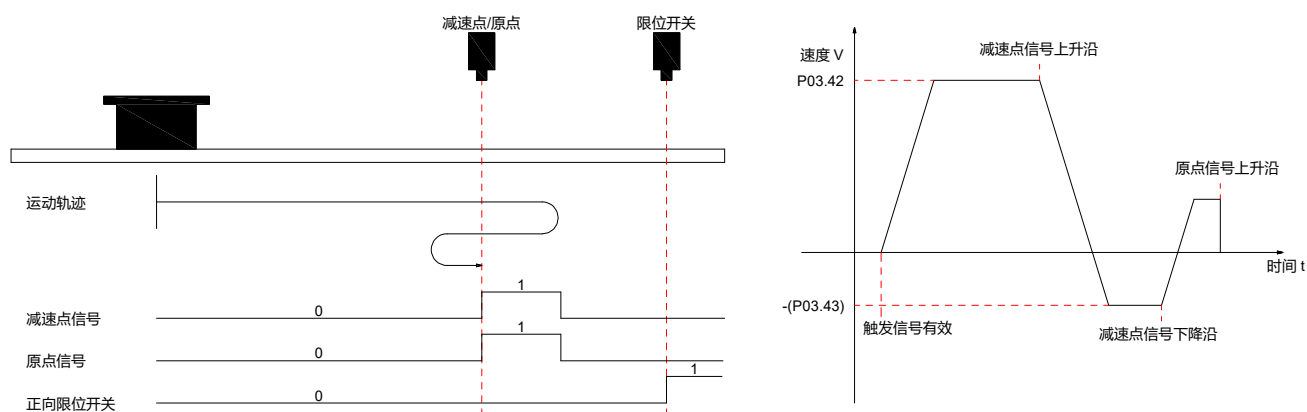 减速点/原点
限位开关
运动轨迹
减速点信号
0
1
原点信号
0
1
正向限位开关
0
1
速度 V
P03.42
减速点信号上升沿
原点信号上升沿
时间 t
-(P03.43)
触发信号有效
减速点信号下降沿